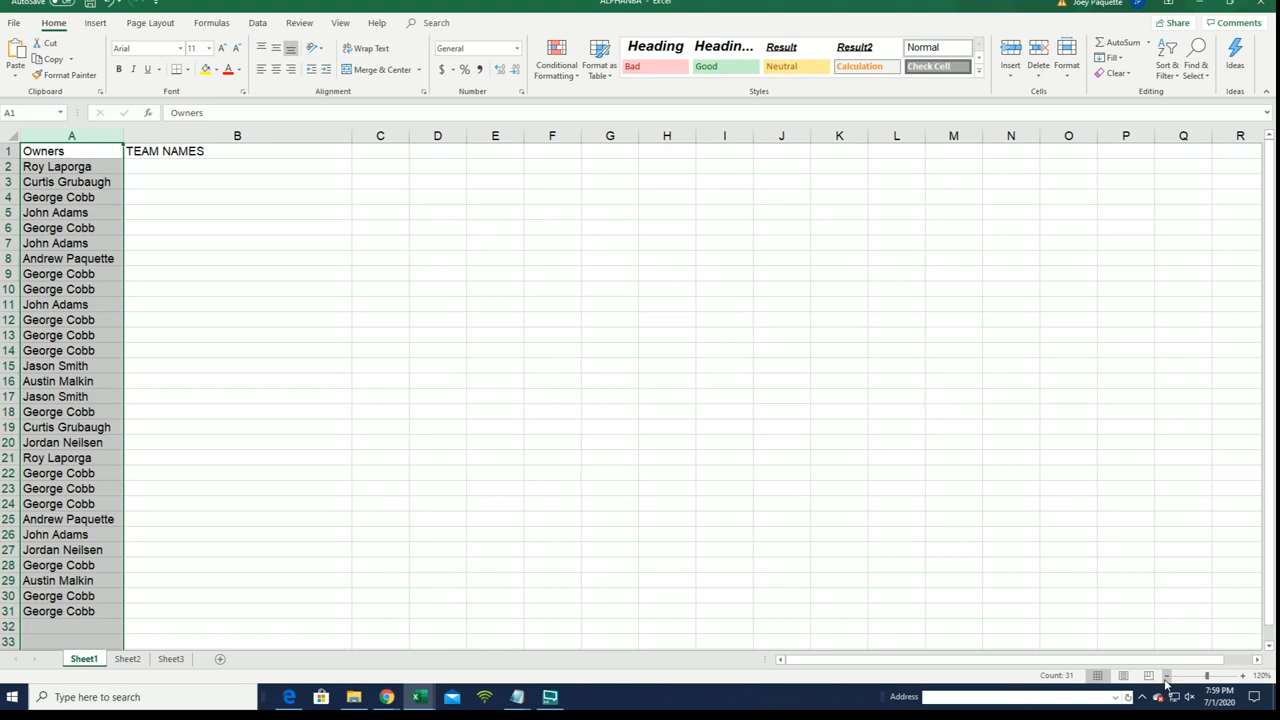 AutoSave Off ALPHANBA - Excel Joey Paquette JP
File Home Insert Page Layout Formulas Data Review View Help Search Share Comments
Paste Cut Copy Format Painter Clipboard
Arial 11 A A B I U A Font
Wrap Text Merge & Center Alignment
General $ % , Number
Conditional Formatting Format as Table
Heading Headin... Result Result2 Normal
Bad Good Neutral Calculation Check Cell
Styles
Insert Delete Format Cells
AutoSum Fill Clear Sort & Filter Find & Select Editing
Ideas Ideas
A1 fx Owners
A B C D E F G H I J K L M N O P Q R
1 Owners TEAM NAMES
2 Roy Laporga
3 Curtis Grubaugh
4 George Cobb
5 John Adams
6 George Cobb
7 John Adams
8 Andrew Paquette
9 George Cobb
10 George Cobb
11 John Adams
12 George Cobb
13 George Cobb
14 George Cobb
15 Jason Smith
16 Austin Malkin
17 Jason Smith
18 George Cobb
19 Curtis Grubaugh
20 Jordan Neilsen
21 Roy Laporga
22 George Cobb
23 George Cobb
24 George Cobb
25 Andrew Paquette
26 John Adams
27 Jordan Neilsen
28 George Cobb
29 Austin Malkin
30 George Cobb
31 George Cobb
32
33
Sheet1 Sheet2 Sheet3
Count: 31 120%
Type here to search Address 7:59 PM
7/1/2020